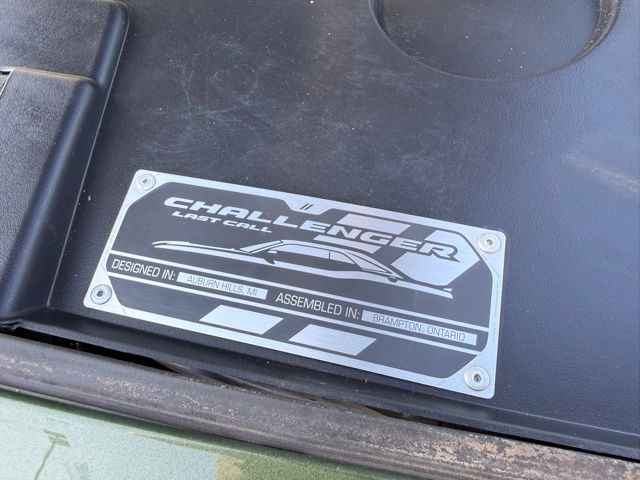 CHALLENGER
LAST CALL
DESIGNED IN: AUBURN HILLS, MI ASSEMBLED IN: BRAMPTON, ONTARIO